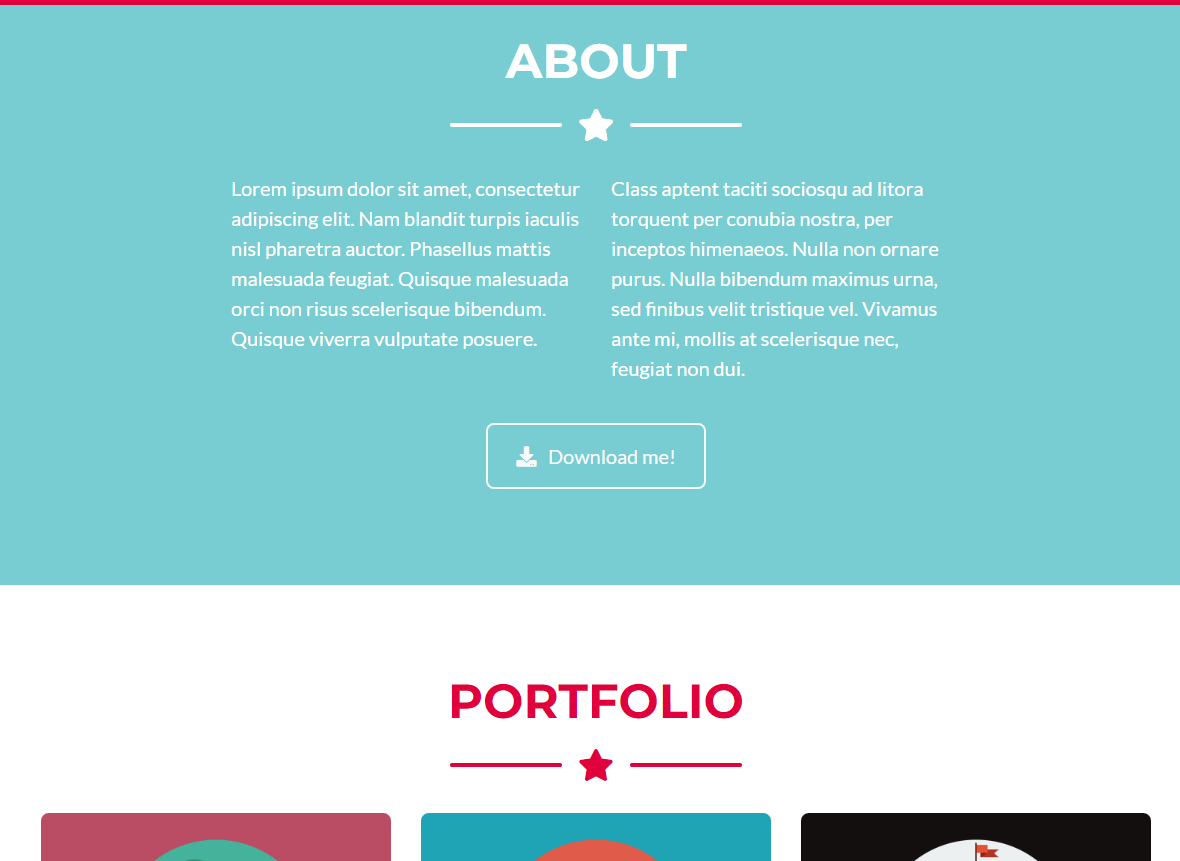 ABOUT
Lorem ipsum dolor sit amet, consectetur
adipiscing elit. Nam blandit turpis iaculis
nisl pharetra auctor. Phasellus mattis
malesuada feugiat. Quisque malesuada
orci non risus scelerisque bibendum.
Quisque viverra vulputate posuere.
Class aptent taciti sociosqu ad litora
torquent per conubia nostra, per
inceptos himenaeos. Nulla non ornare
purus. Nulla bibendum maximus urna,
sed finibus velit tristique vel. Vivamus
ante mi, mollis at scelerisque nec,
feugiat non dui.
Download me!
PORTFOLIO